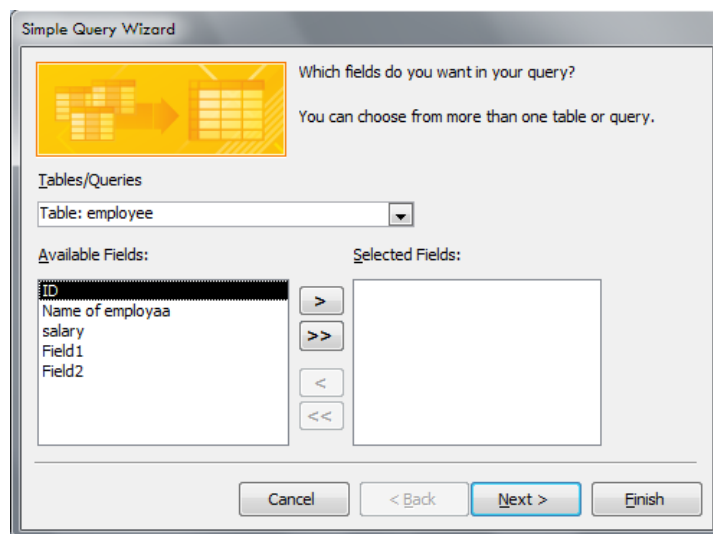 Simple Query Wizard
Which fields do you want in your query?
You can choose from more than one table or query.
Tables/Queries
Table: employee
Available Fields:
Selected Fields:
ID
Name of employaa
salary
Field1
Field2
>
>>
<
<<
Cancel
< Back
Next >
Finish